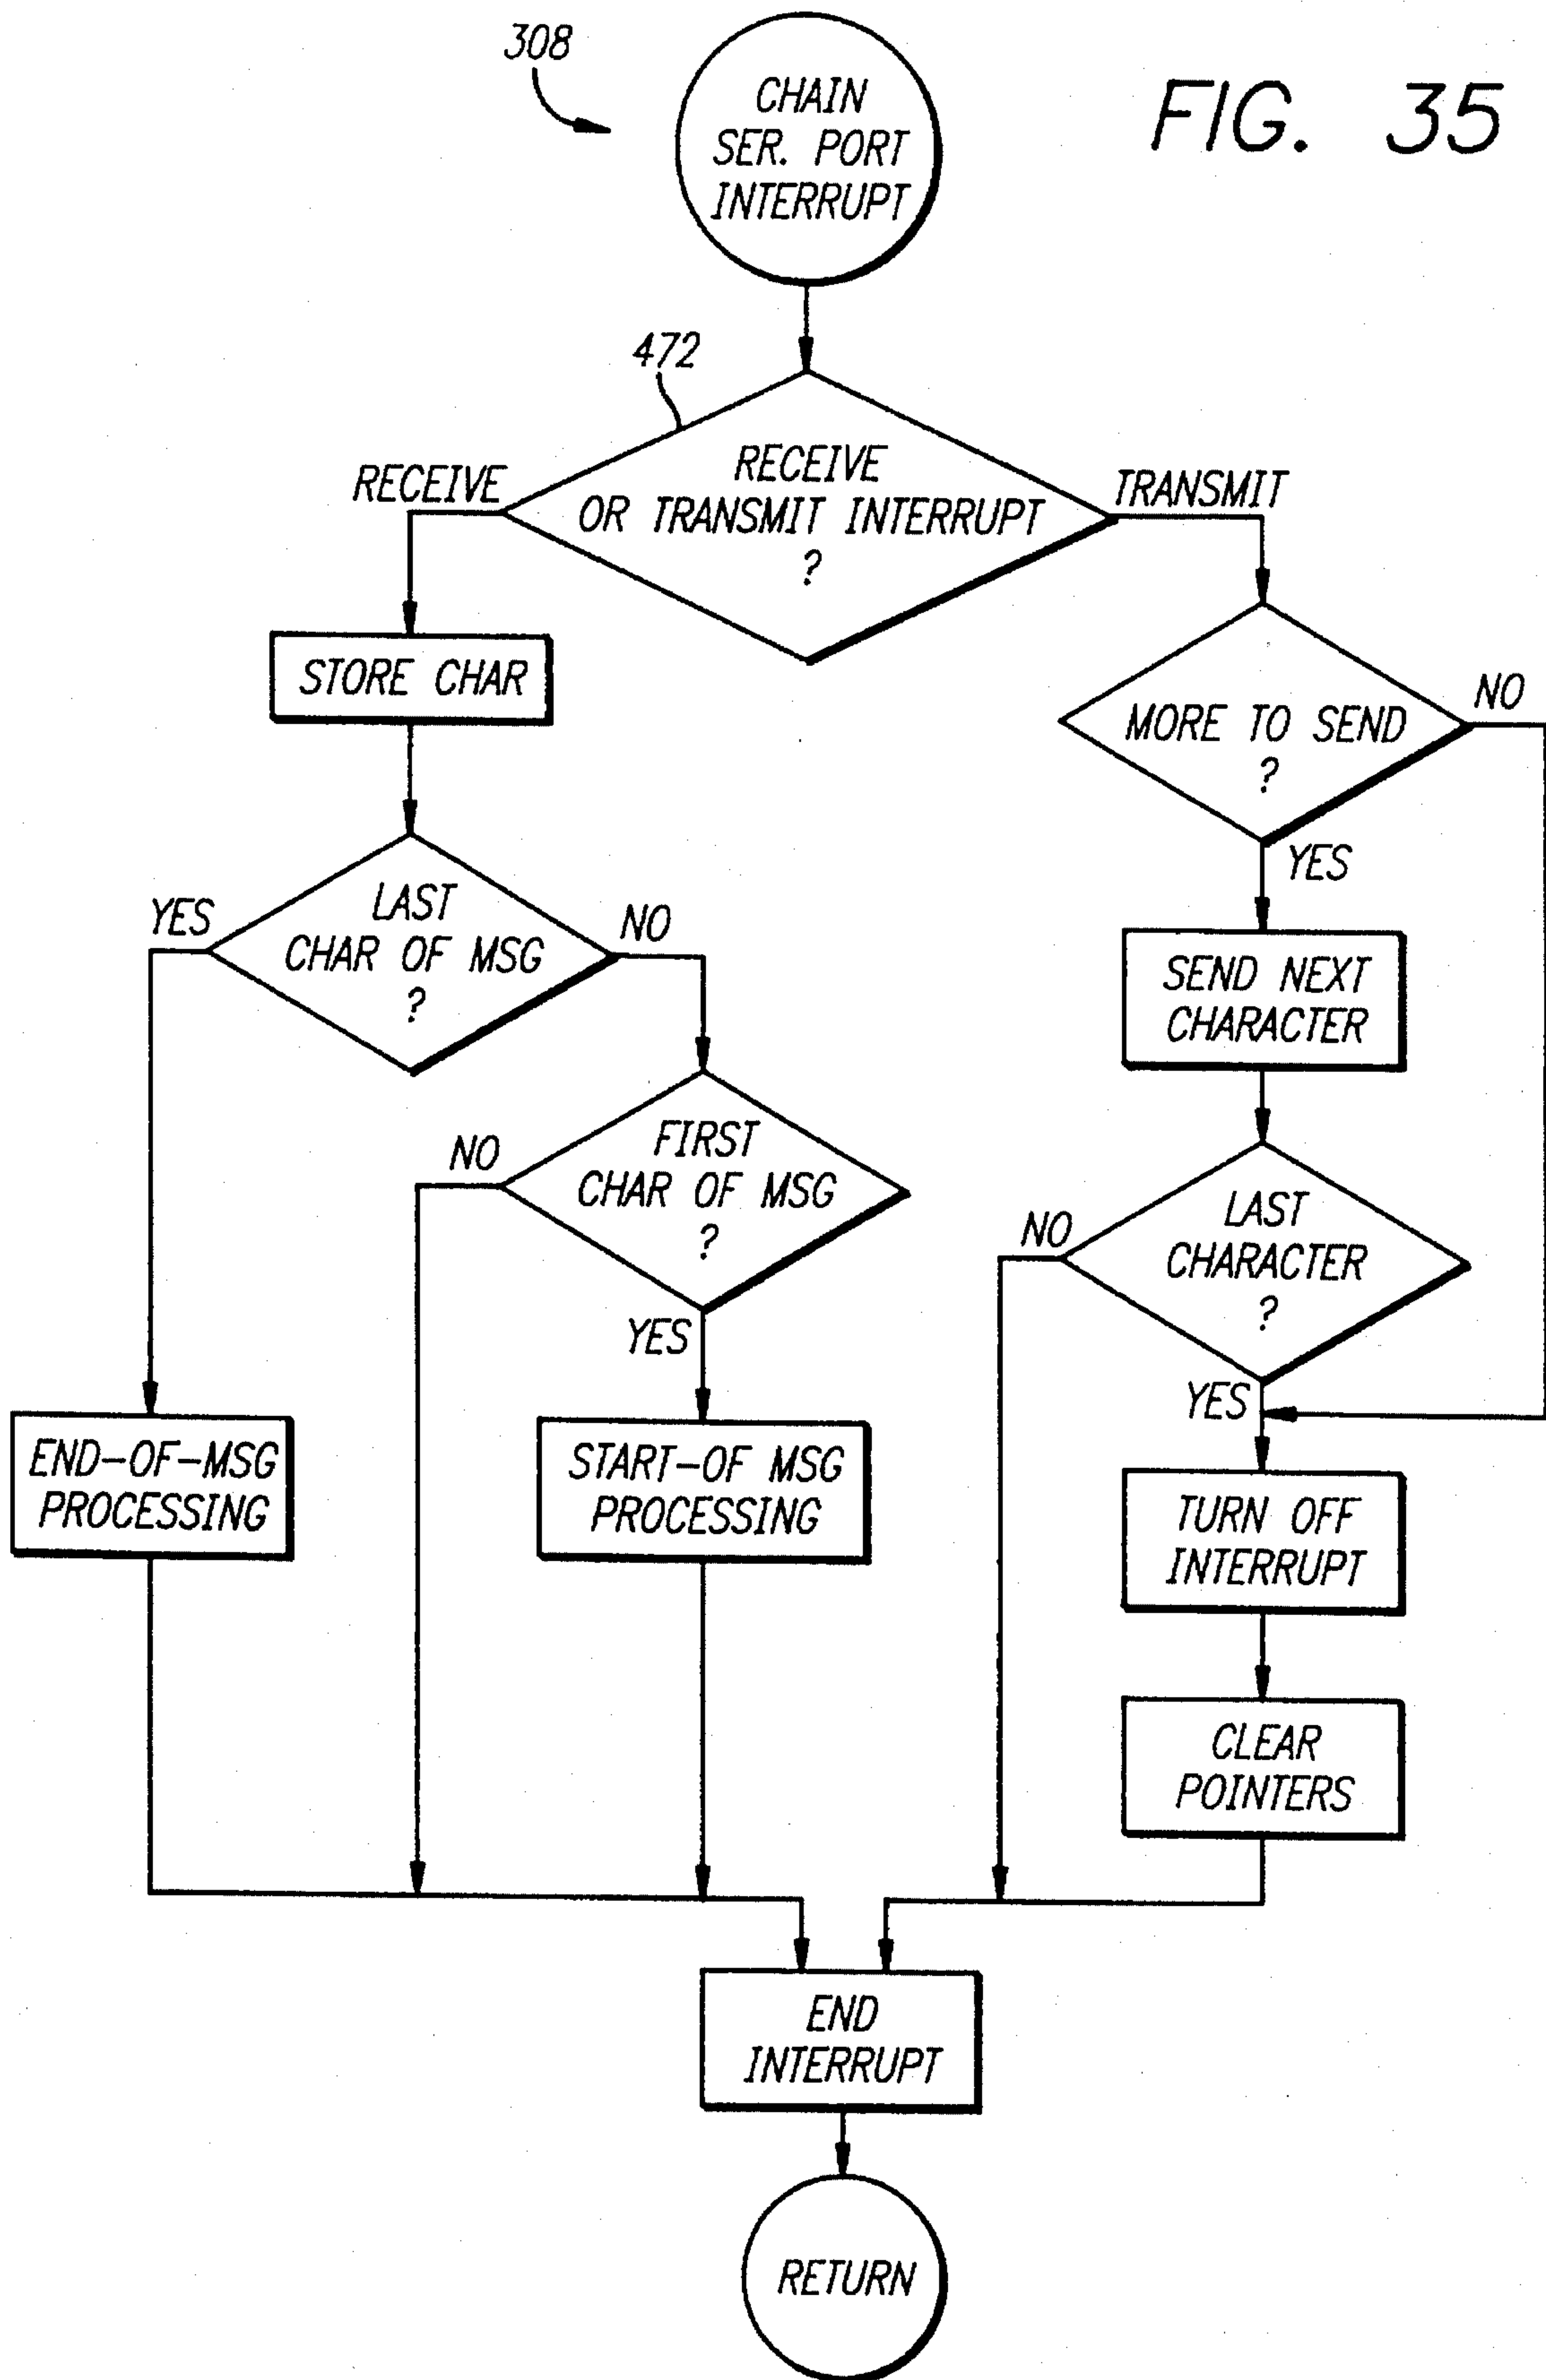 308
CHAIN
SER. PORT
INTERRUPT
FIG. 35
472
RECEIVE
RECEIVE
OR TRANSMIT INTERRUPT
?
TRANSMIT
STORE CHAR
MORE TO SEND
?
NO
YES
YES
LAST
CHAR OF MSG
?
NO
SEND NEXT
CHARACTER
NO
FIRST
CHAR OF MSG
?
YES
NO
LAST
CHARACTER
?
YES
END-OF-MSG
PROCESSING
START-OF MSG
PROCESSING
TURN OFF
INTERRUPT
CLEAR
POINTERS
END
INTERRUPT
RETURN